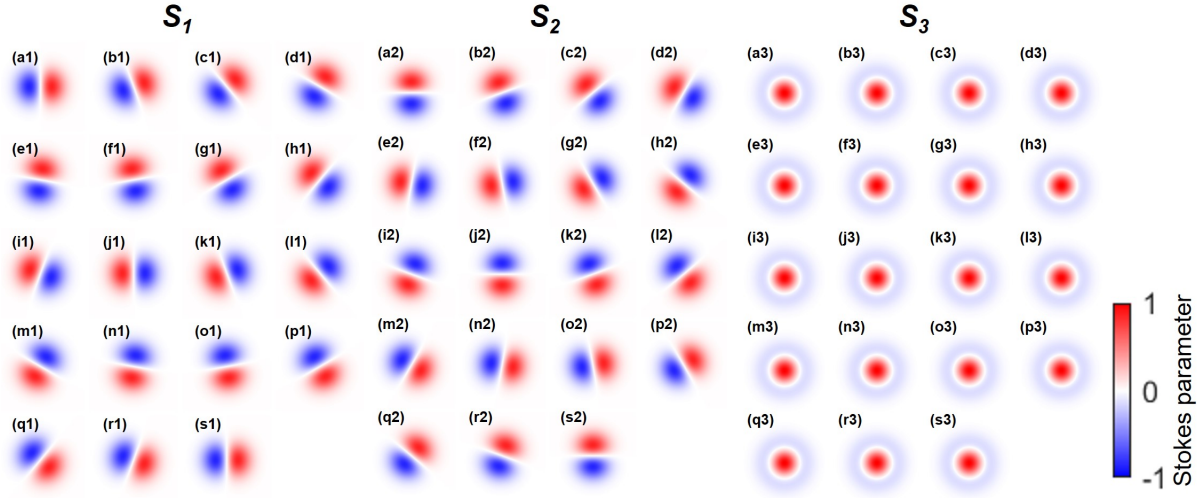 S1 S2 S3
(a1) (b1) (c1) (d1) (a2) (b2) (c2) (d2) (a3) (b3) (c3) (d3)
(e1) (f1) (g1) (h1) (e2) (f2) (g2) (h2) (e3) (f3) (g3) (h3)
(i1) (j1) (k1) (l1) (i2) (j2) (k2) (l2) (i3) (j3) (k3) (l3)
(m1) (n1) (o1) (p1) (m2) (n2) (o2) (p2) (m3) (n3) (o3) (p3)
(q1) (r1) (s1) (q2) (r2) (s2) (q3) (r3) (s3)
1
0
-1
Stokes parameter